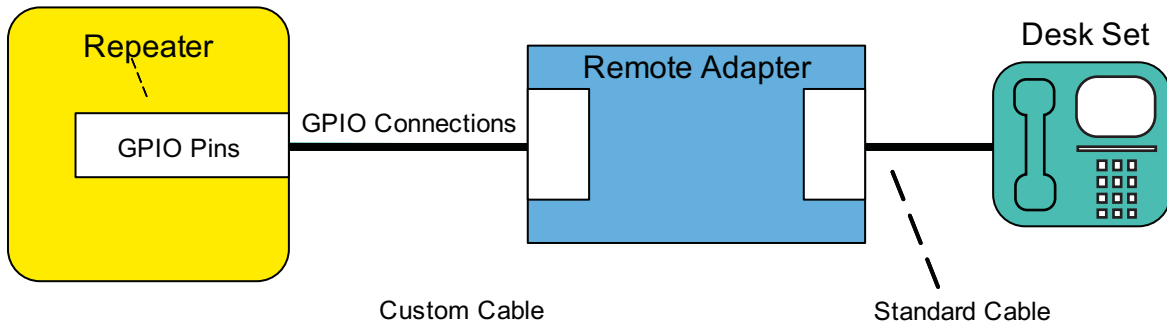 Repeater
GPIO Pins
GPIO Connections
Remote Adapter
Desk Set
Custom Cable
Standard Cable